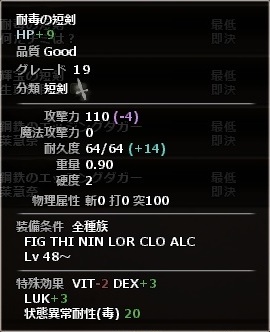 耐毒の短剣
HP+9
品質 Good
グレード 19
分類 短剣
攻撃力 110 (-4)
魔法攻撃力 0
耐久度 64/64 (+14)
重量 0.90
硬度 2
物理属性 斬0 打0 突100
装備条件 全種族
FIG THI NIN LOR CLO ALC
Lv 48～
特殊効果 VIT-2 DEX+3
LUK+3
状態異常耐性(毒) 20